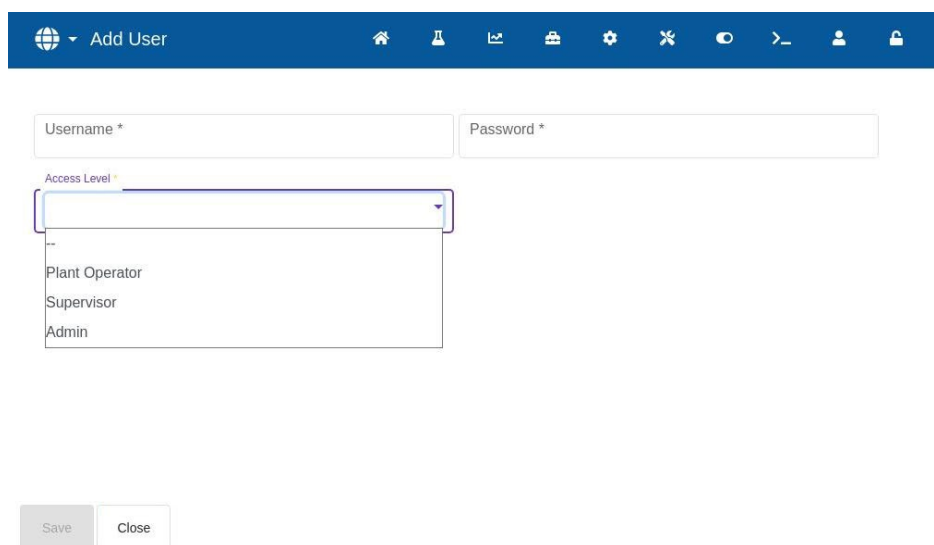 Add User
Username * Password *
Access Level *
--
Plant Operator
Supervisor
Admin
Save Close